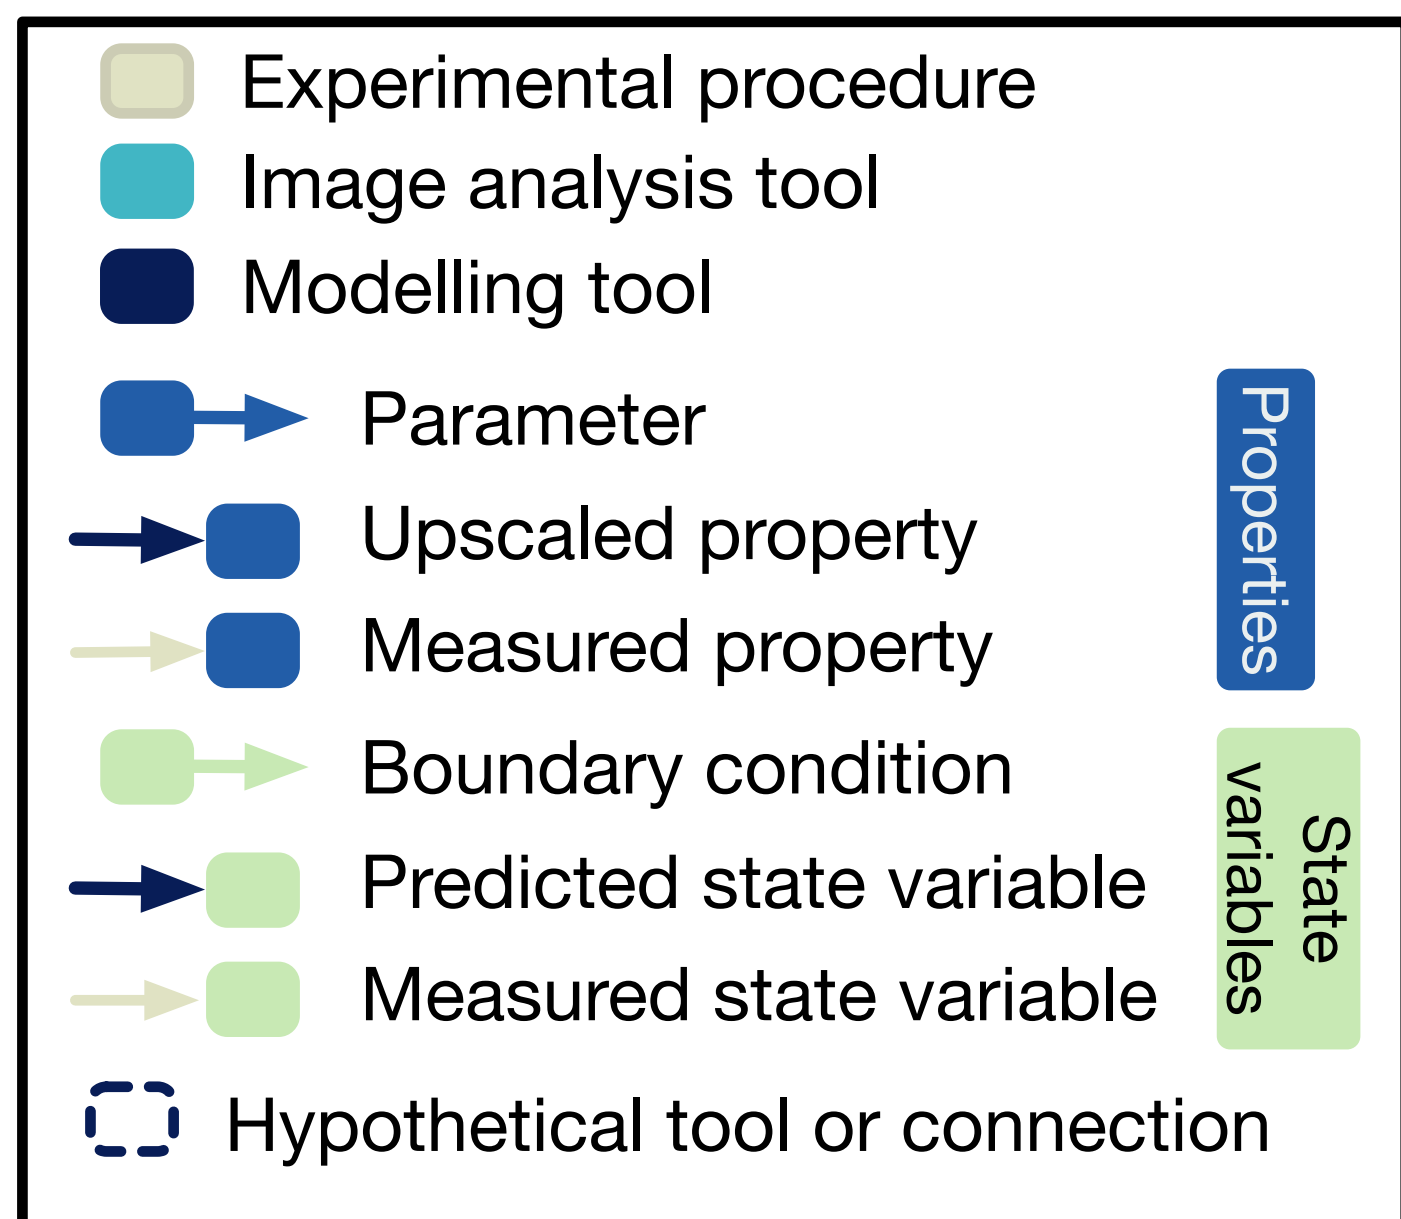 Experimental procedure
Image analysis tool
Modelling tool
Parameter
Upscaled property
Measured property
Properties
Boundary condition
Predicted state variable
Measured state variable
State
variables
Hypothetical tool or connection